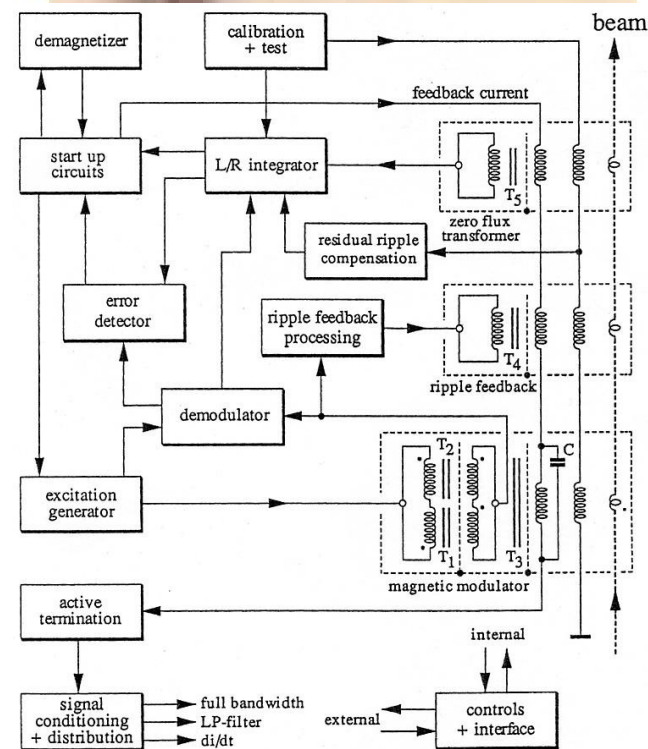 beam
demagnetizer
calibration
+ test
feedback current
start up
circuits
L/R integrator
T5
zero flux
transformer
residual ripple
compensation
error
detector
ripple feedback
processing
T4
ripple feedback
demodulator
T2
C
excitation
generator
T1
T3
magnetic modulator
active
termination
internal
signal
conditioning
+ distribution
full bandwidth
LP-filter
di/dt
external
controls
+ interface